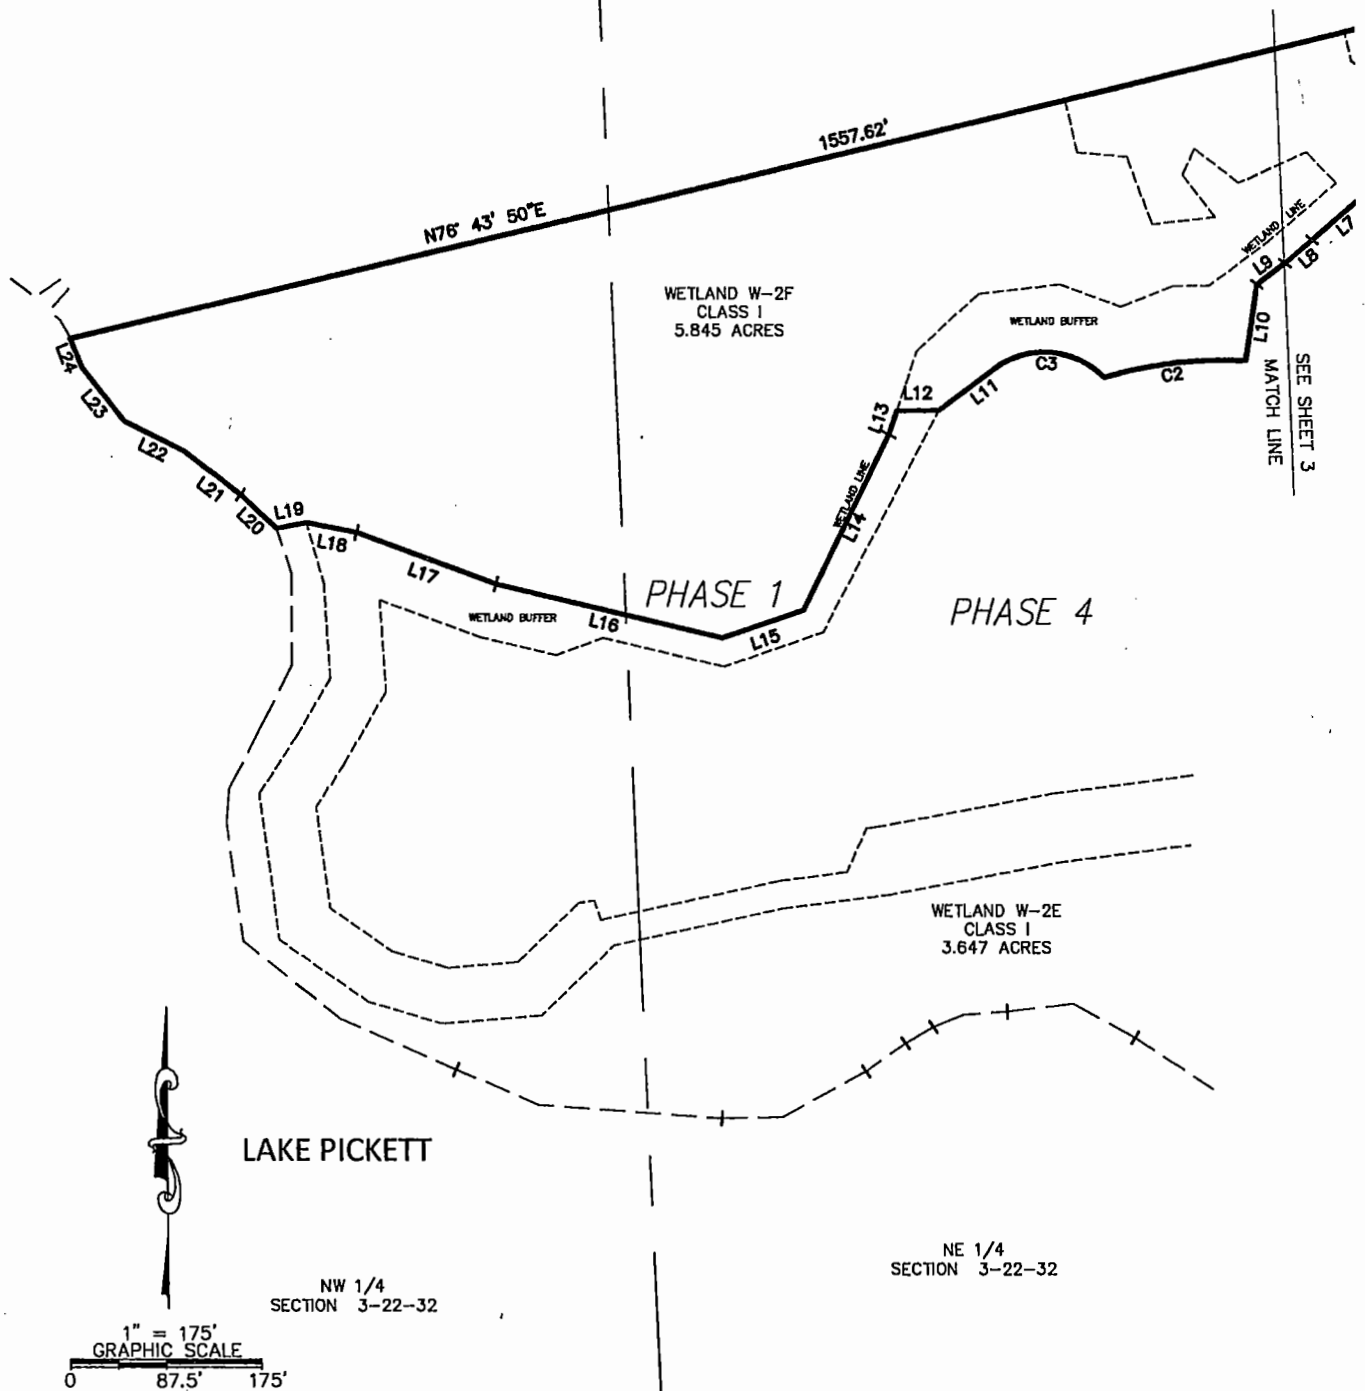 1557.62'
N76° 43' 50"E
WETLAND LINE
L7
L8
L9
WETLAND W-2F
CLASS I
5.845 ACRES
WETLAND BUFFER
L10
L24
C3
C2
SEE SHEET 3
MATCH LINE
L23
L12
L11
L13
L22
WETLAND LINE
L14
L21
L20
L19
L18
L17
PHASE 1
PHASE 4
WETLAND BUFFER
L16
L15
WETLAND W-2E
CLASS I
3.647 ACRES
LAKE PICKETT
NE 1/4
SECTION 3-22-32
NW 1/4
SECTION 3-22-32
1" = 175'
GRAPHIC SCALE
0 87.5' 175'